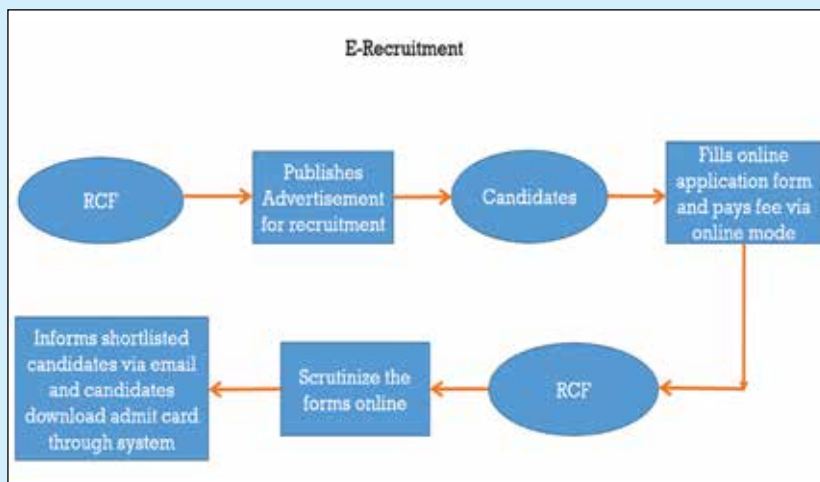 E-Recruitment
RCF
Publishes
Advertisement
for recruitment
Candidates
Fills online
application form
and pays fee via
online mode
RCF
Scrutinize the
forms online
Informs shortlisted
candidates via email
and candidates
download admit card
through system